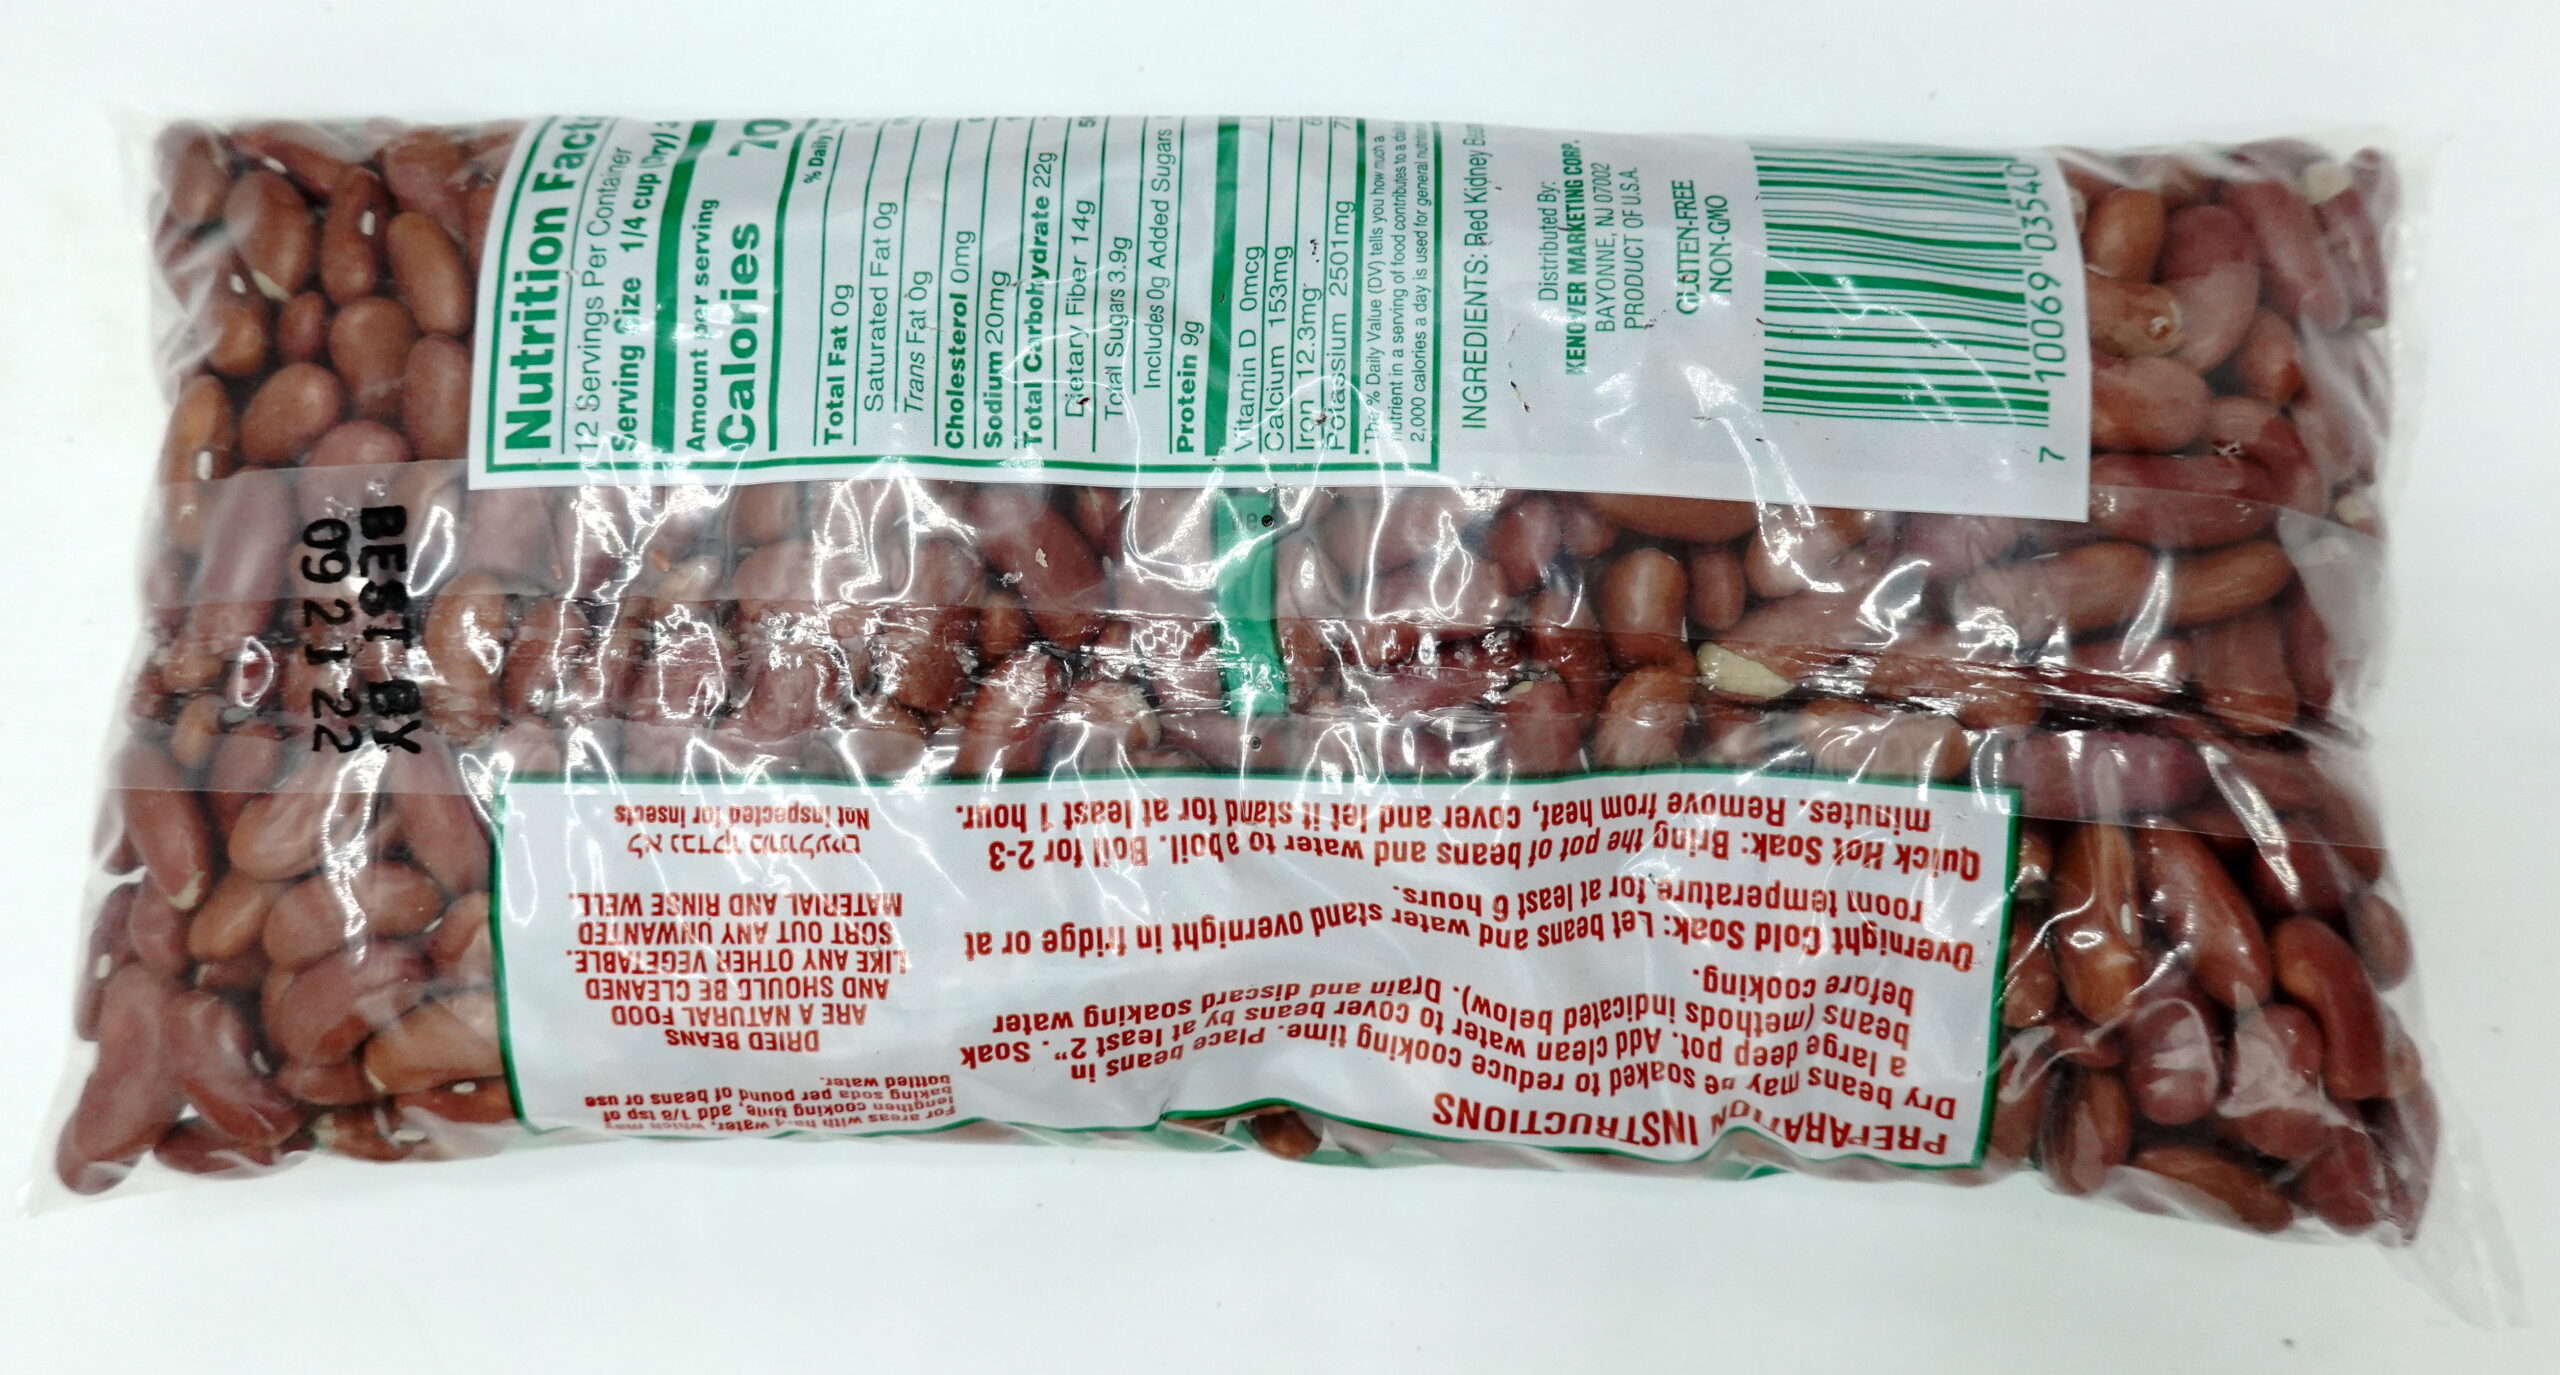 Nutrition Fact
12 Servings Per Container
Serving Size 1/4 cup (Dry)
Amount per serving
Calories 70
% Daily
Total Fat 0g
Saturated Fat 0g
Trans Fat 0g
Cholesterol 0mg
Sodium 20mg
Total Carbohydrate 22g
Dietary Fiber 14g
Total Sugars 3.9g
Includes 0g Added Sugars
Protein 9g
Vitamin D 0mcg
Calcium 153mg
Iron 12.3mg
Potassium 2501mg
* The % Daily Value (DV) tells you how much a
nutrient in a serving of food contributes to a
2,000 calories a day is used for general
INGREDIENTS: Red Kidney
Distributed By:
MARKETING CORP.
BAYONNE, NJ 07002
PRODUCT OF U.S.A.
GLUTEN-FREE
NON-GMO
7 10069 03540
BEST BY
09 21 22
PREPARATION INSTRUCTIONS
Dry beans may be soaked to reduce cooking time. Place beans in
a large deep pot. Add clean water to cover beans by at least 2". Soak
beans (methods indicated below). Drain and discard soaking water
before cooking.
Overnight Cold Soak: Let beans and water stand overnight in fridge or at
room temperature for at least 6 hours.
Quick Hot Soak: Bring the pot of beans and water to a boil. Boil for 2-3
minutes. Remove from heat, cover and let it stand for at least 1 hour.
For areas with hard water, which may
lengthen cooking time, add 1/8 tsp of
baking soda per pound of beans or use
bottled water.
DRIED BEANS
ARE A NATURAL FOOD
AND SHOULD BE CLEANED
LIKE ANY OTHER VEGETABLE.
SORT OUT ANY UNWANTED
MATERIAL AND RINSE WELL.
לא נבדק מתולעים
Not inspected for insects